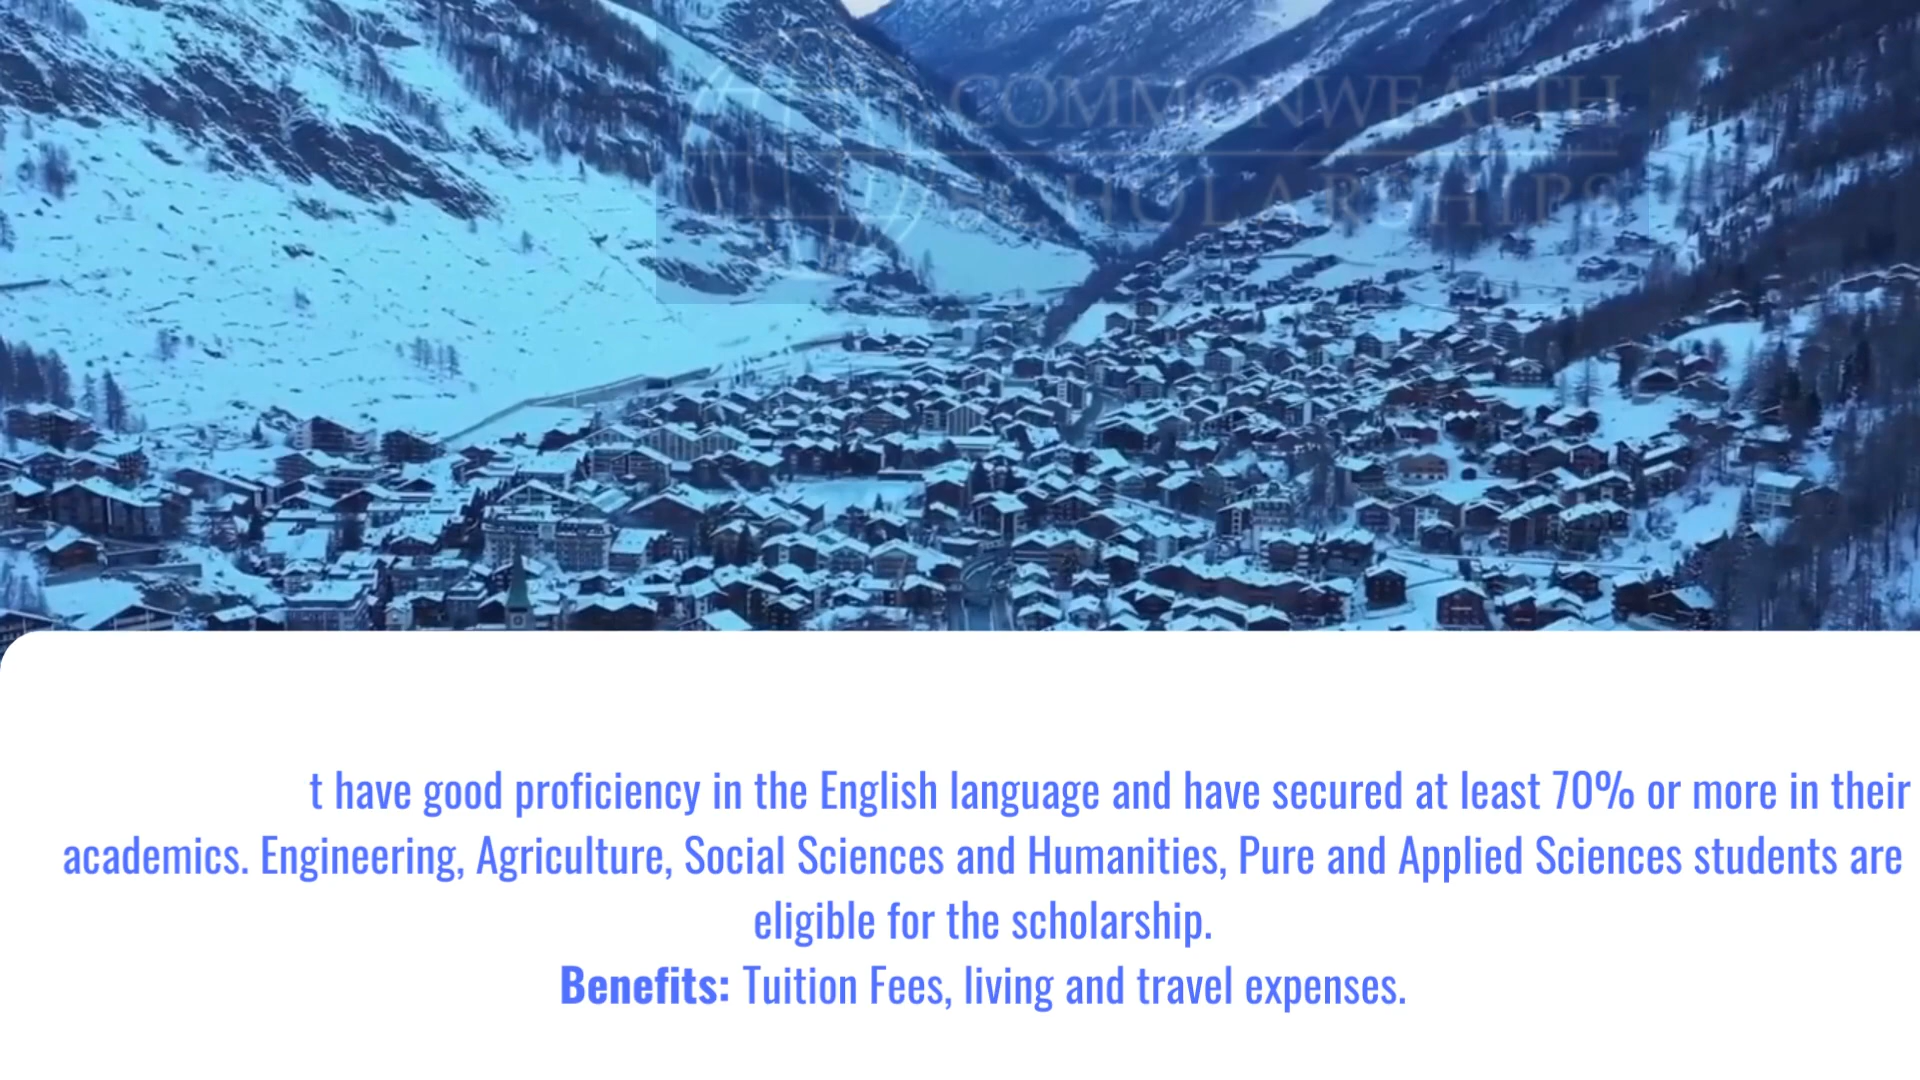 COMMONWEALTH
SCHOLARSHIPS
t have good proficiency in the English language and have secured at least 70% or more in their
academics. Engineering, Agriculture, Social Sciences and Humanities, Pure and Applied Sciences students are
eligible for the scholarship.
Benefits: Tuition Fees, living and travel expenses.